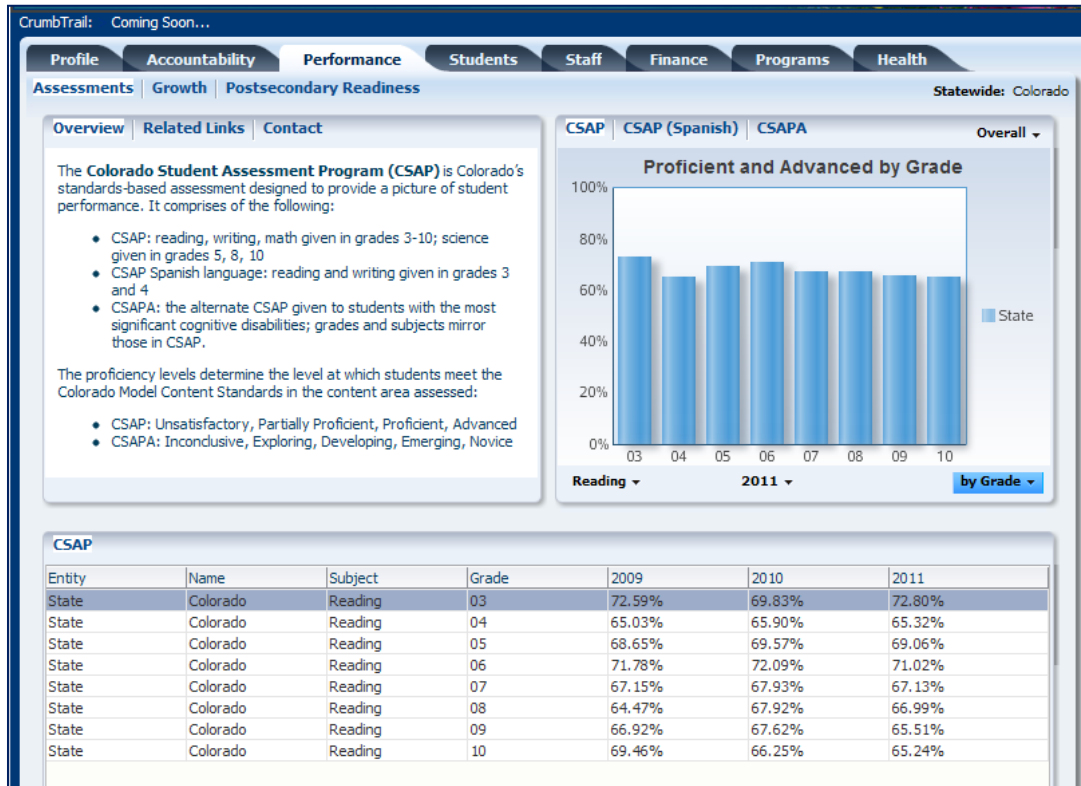 CrumbTrail: Coming Soon...
Profile Accountability Performance Students Staff Finance Programs Health
Assessments Growth Postsecondary Readiness
Statewide: Colorado
Overview Related Links Contact
The Colorado Student Assessment Program (CSAP) is Colorado's
standards-based assessment designed to provide a picture of student
performance. It comprises of the following:
CSAP: reading, writing, math given in grades 3-10; science
given in grades 5, 8, 10
CSAP Spanish language: reading and writing given in grades 3
and 4
CSAPA: the alternate CSAP given to students with the most
significant cognitive disabilities; grades and subjects mirror
those in CSAP.
The proficiency levels determine the level at which students meet the
Colorado Model Content Standards in the content area assessed:
CSAP: Unsatisfactory, Partially Proficient, Proficient, Advanced
CSAPA: Inconclusive, Exploring, Developing, Emerging, Novice
CSAP CSAP (Spanish) CSAPA
Overall
Proficient and Advanced by Grade
100%
80%
60%
40%
20%
0%
03 04 05 06 07 08 09 10
State
Reading 2011 by Grade
CSAP
Entity Name Subject Grade 2009 2010 2011
State Colorado Reading 03 72.59% 69.83% 72.80%
State Colorado Reading 04 65.03% 65.90% 65.32%
State Colorado Reading 05 68.65% 69.57% 69.06%
State Colorado Reading 06 71.78% 72.09% 71.02%
State Colorado Reading 07 67.15% 67.93% 67.13%
State Colorado Reading 08 64.47% 67.92% 66.99%
State Colorado Reading 09 66.92% 67.62% 65.51%
State Colorado Reading 10 69.46% 66.25% 65.24%